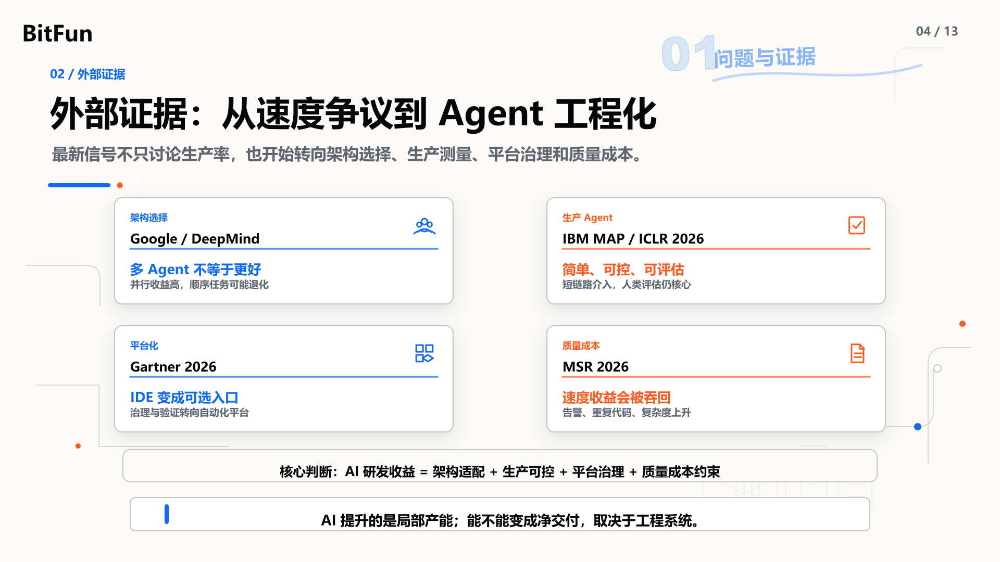 BitFun
04 / 13
01 问题与证据
02 / 外部证据
外部证据：从速度争议到 Agent 工程化
最新信号不只讨论生产率，也开始转向架构选择、生产测量、平台治理和质量成本。
架构选择
Google / DeepMind
多 Agent 不等于更好
并行收益高，顺序任务可能退化
生产 Agent
IBM MAP / ICLR 2026
简单、可控、可评估
短链路介入，人类评估仍核心
平台化
Gartner 2026
IDE 变成可选入口
治理与验证转向自动化平台
质量成本
MSR 2026
速度收益会被吞回
告警、重复代码、复杂度上升
核心判断：AI 研发收益 = 架构适配 + 生产可控 + 平台治理 + 质量成本约束
AI 提升的是局部产能；能不能变成净交付，取决于工程系统。